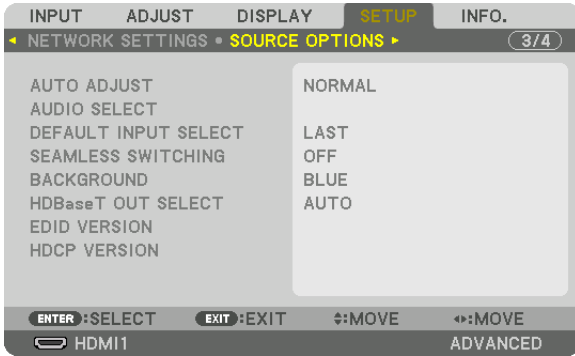 INPUT ADJUST DISPLAY SETUP INFO.
NETWORK SETTINGS • SOURCE OPTIONS 3/4
AUTO ADJUST NORMAL
AUDIO SELECT
DEFAULT INPUT SELECT LAST
SEAMLESS SWITCHING OFF
BACKGROUND BLUE
HDBaseT OUT SELECT AUTO
EDID VERSION
HDCP VERSION
ENTER :SELECT EXIT :EXIT :MOVE :MOVE
HDMI1 ADVANCED